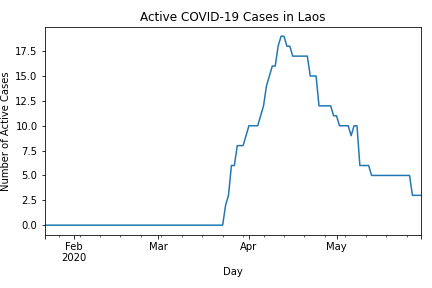 Active COVID-19 Cases in Laos
Number of Active Cases
17.5
15.0
12.5
10.0
7.5
5.0
2.5
0.0
Feb
2020
Mar
Apr
May
Day